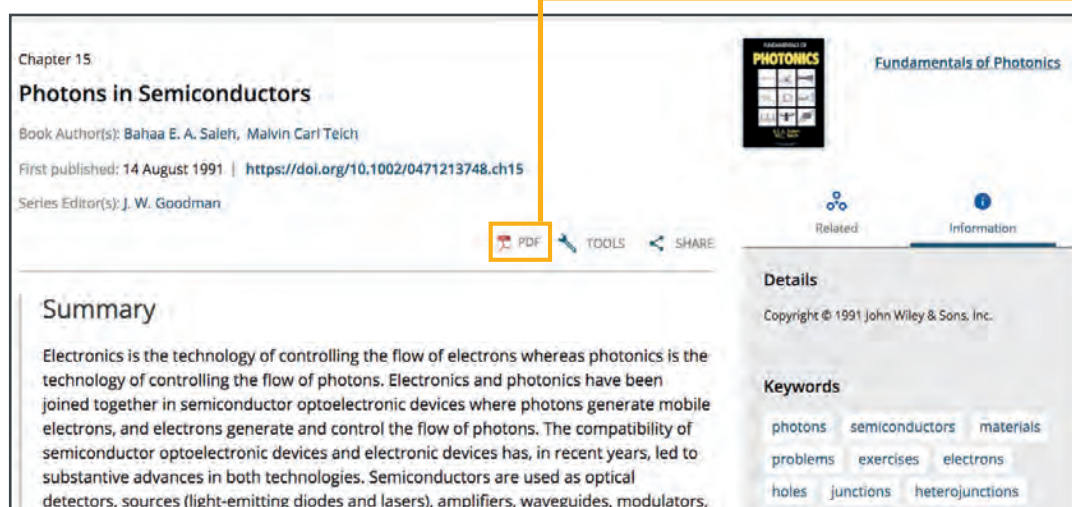 Chapter 15
Photons in Semiconductors
Book Author(s): Bahaa E. A. Saleh, Malvin Carl Teich
First published: 14 August 1991 | https://doi.org/10.1002/0471213748.ch15
Series Editor(s): J. W. Goodman
PDF TOOLS SHARE
Summary
Electronics is the technology of controlling the flow of electrons whereas photonics is the
technology of controlling the flow of photons. Electronics and photonics have been
joined together in semiconductor optoelectronic devices where photons generate mobile
electrons, and electrons generate and control the flow of photons. The compatibility of
semiconductor optoelectronic devices and electronic devices has, in recent years, led to
substantive advances in both technologies. Semiconductors are used as optical
detectors, sources (light-emitting diodes and lasers), amplifiers, waveguides, modulators,
FUNDAMENTALS OF
PHOTONICS
Fundamentals of Photonics
Related
Information
Details
Copyright © 1991 John Wiley & Sons, Inc.
Keywords
photons semiconductors materials
problems exercises electrons
holes junctions heterojunctions